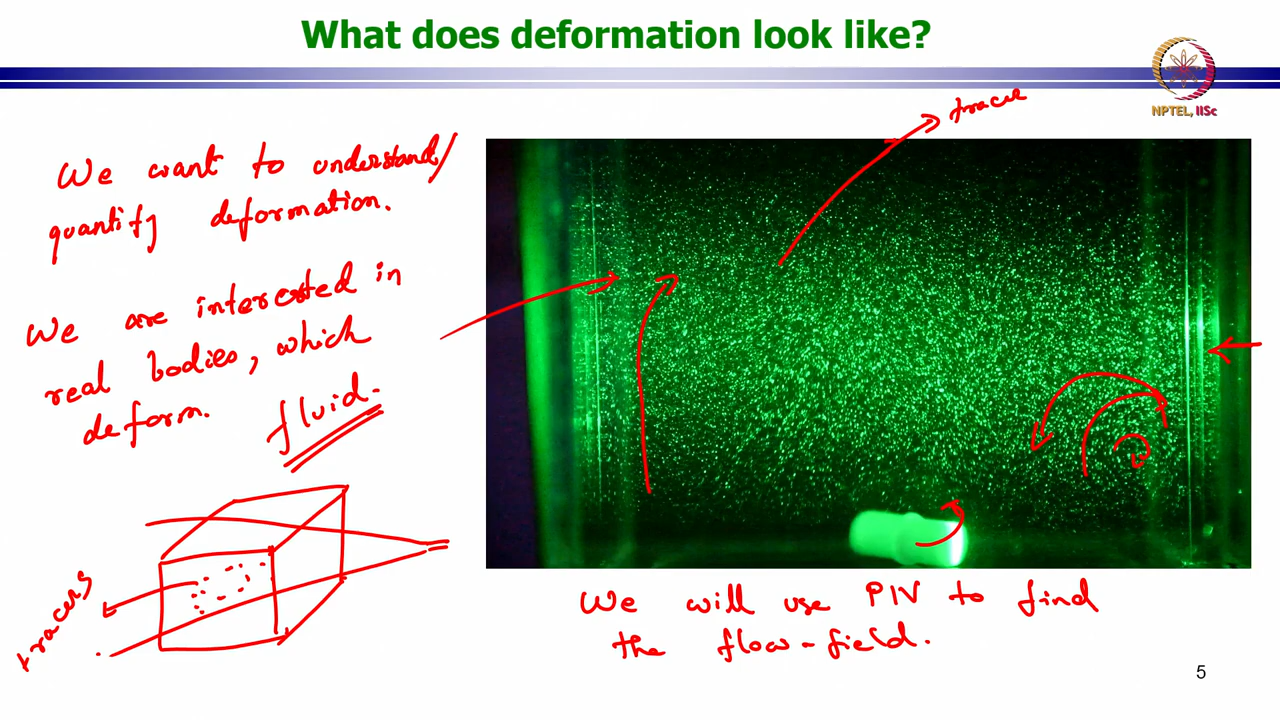 What does deformation look like?
NPTEL, IISc
tracer
We want to understand/
quantify deformation.
We are interested in
real bodies, which
deform.
fluid.
tracers
We will use PIV to find
the flow-field.
5